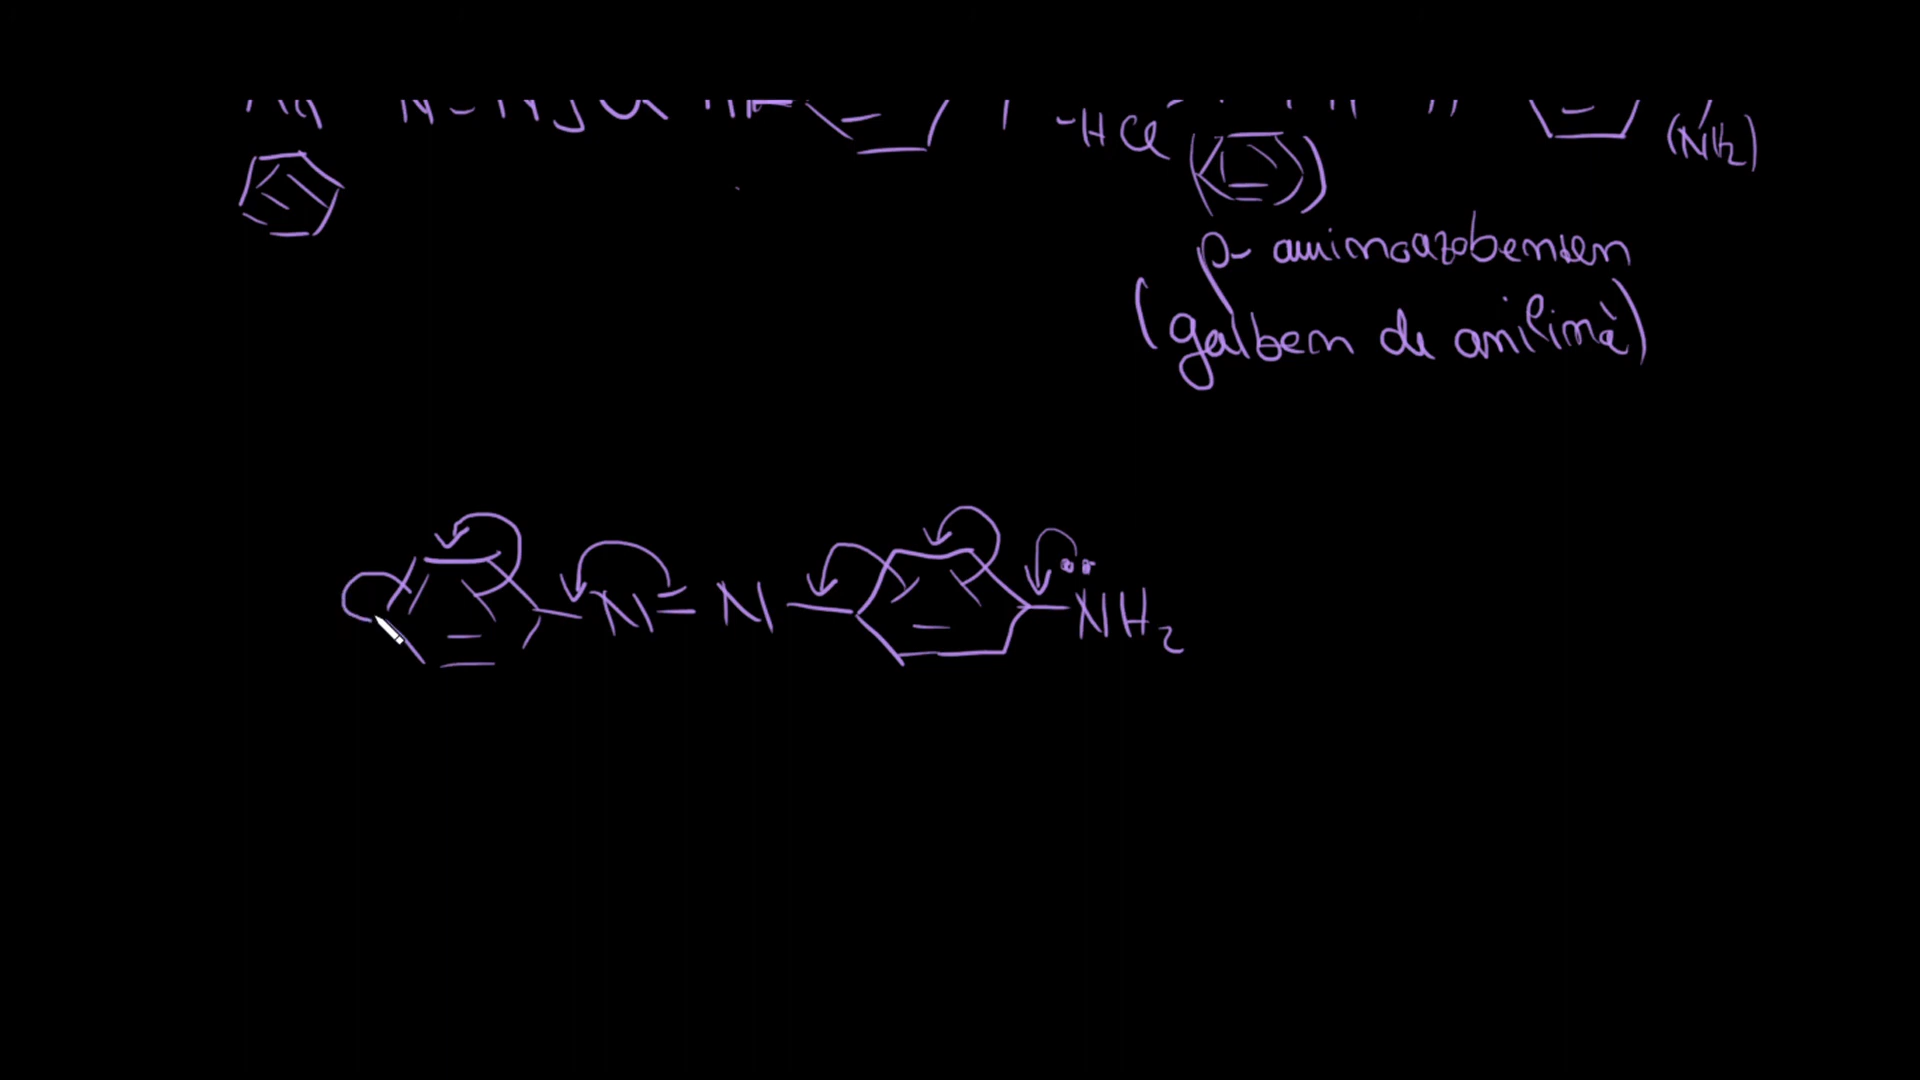 -HCl (NH₂)
p- aminoazobenzen
(galben de anilină)
N = N NH₂